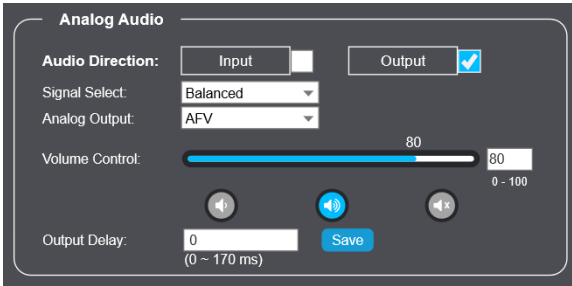 Analog Audio
Audio Direction: Input Output
Signal Select: Balanced
Analog Output: AFV
80
Volume Control: 80
0 - 100
Output Delay: 0 Save
(0 ~ 170 ms)